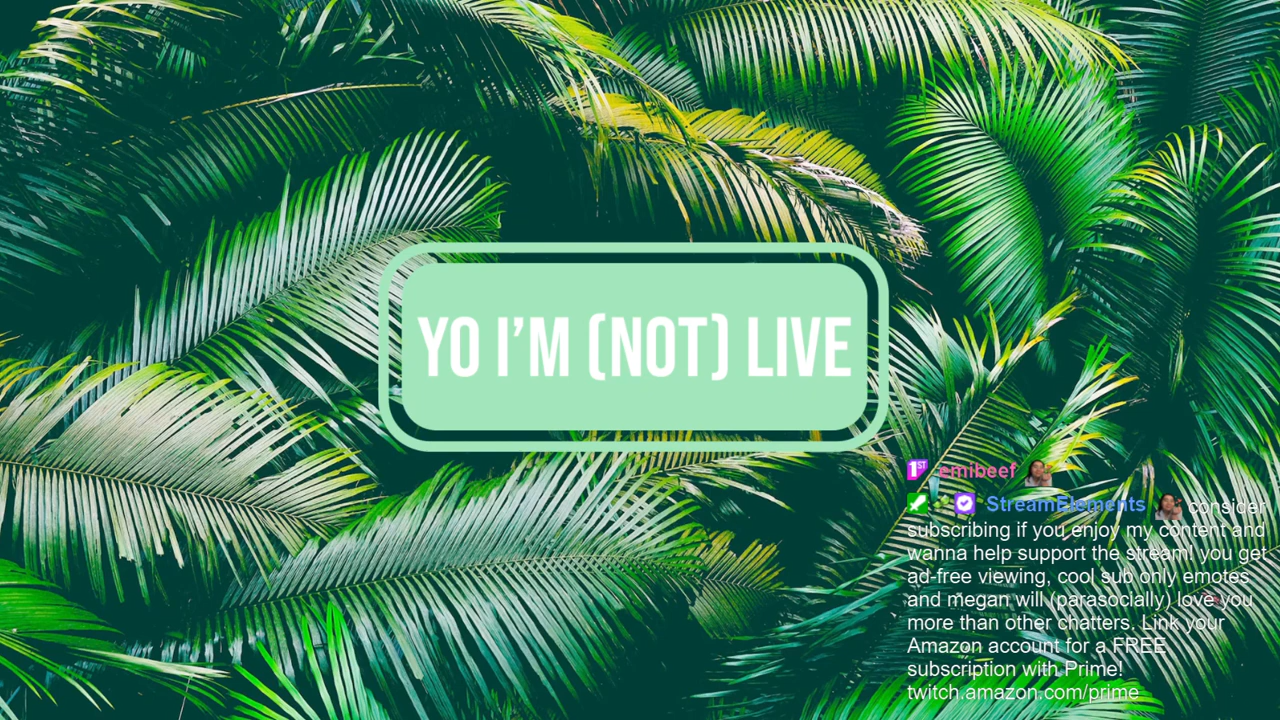 YO I'M (NOT) LIVE
1ST emibeef
StreamElements consider
subscribing if you enjoy my content and
wanna help support the stream! you get
ad-free viewing, cool sub only emotes
and megan will (parasocially) love you
more than other chatters. Link your
Amazon account for a FREE
subscription with Prime!
twitch.amazon.com/prime